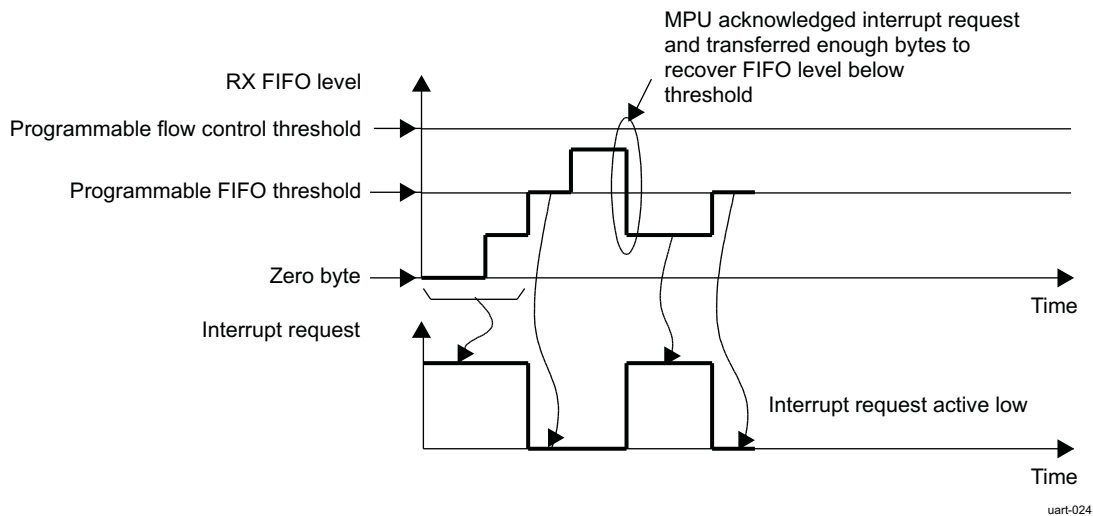 MPU acknowledged interrupt request
and transferred enough bytes to
recover FIFO level below
threshold
RX FIFO level
Programmable flow control threshold
Programmable FIFO threshold
Zero byte
Time
Interrupt request
Interrupt request active low
Time
uart-024